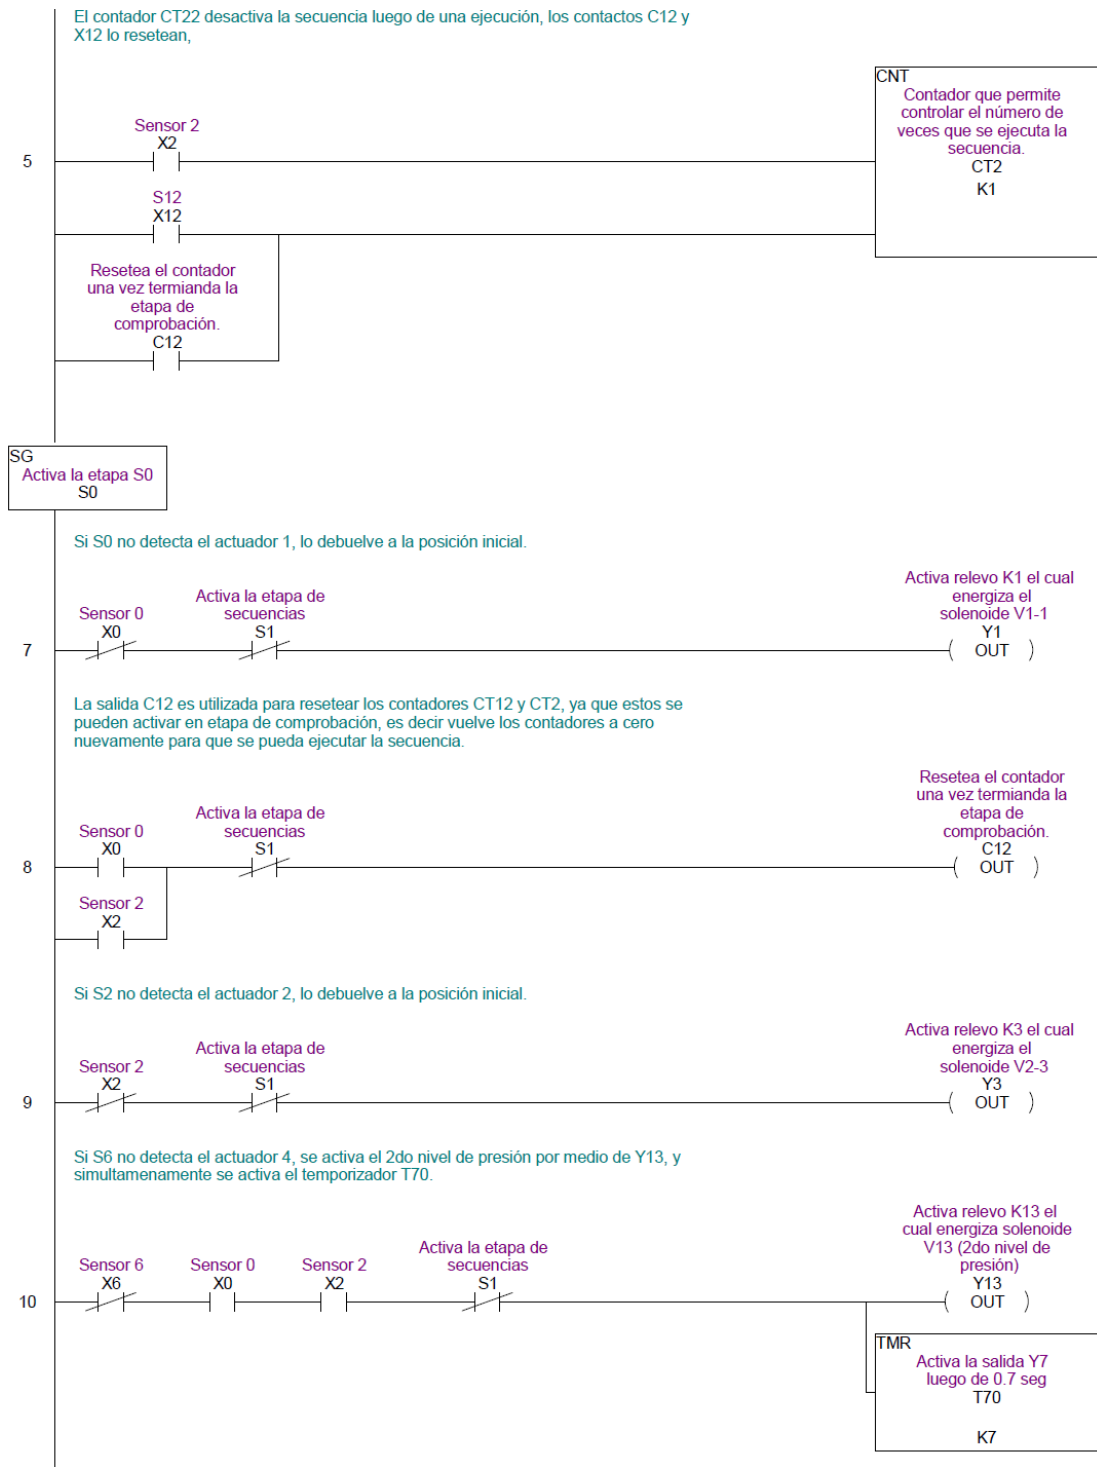 El contador CT22 desactiva la secuencia luego de una ejecución, los contactos C12 y
X12 lo resetean,
CNT
Contador que permite
controlar el número de
veces que se ejecuta la
secuencia.
CT2
K1
Sensor 2
X2
5
S12
X12
Resetea el contador
una vez termianda la
etapa de
comprobación.
C12
SG
Activa la etapa S0
S0
Si S0 no detecta el actuador 1, lo debuelve a la posición inicial.
Activa relevo K1 el cual
energiza el
solenoide V1-1
Y1
OUT
Sensor 0
X0
Activa la etapa de
secuencias
S1
7
La salida C12 es utilizada para resetear los contadores CT12 y CT2, ya que estos se
pueden activar en etapa de comprobación, es decir vuelve los contadores a cero
nuevamente para que se pueda ejecutar la secuencia.
Resetea el contador
una vez termianda la
etapa de
comprobación.
C12
OUT
Sensor 0
X0
Activa la etapa de
secuencias
S1
8
Sensor 2
X2
Si S2 no detecta el actuador 2, lo debuelve a la posición inicial.
Activa relevo K3 el cual
energiza el
solenoide V2-3
Y3
OUT
Sensor 2
X2
Activa la etapa de
secuencias
S1
9
Si S6 no detecta el actuador 4, se activa el 2do nivel de presión por medio de Y13, y
simultamenamente se activa el temporizador T70.
Activa relevo K13 el
cual energiza solenoide
V13 (2do nivel de
presión)
Y13
OUT
Sensor 6
X6
Sensor 0
X0
Sensor 2
X2
Activa la etapa de
secuencias
S1
10
TMR
Activa la salida Y7
luego de 0.7 seg
T70
K7